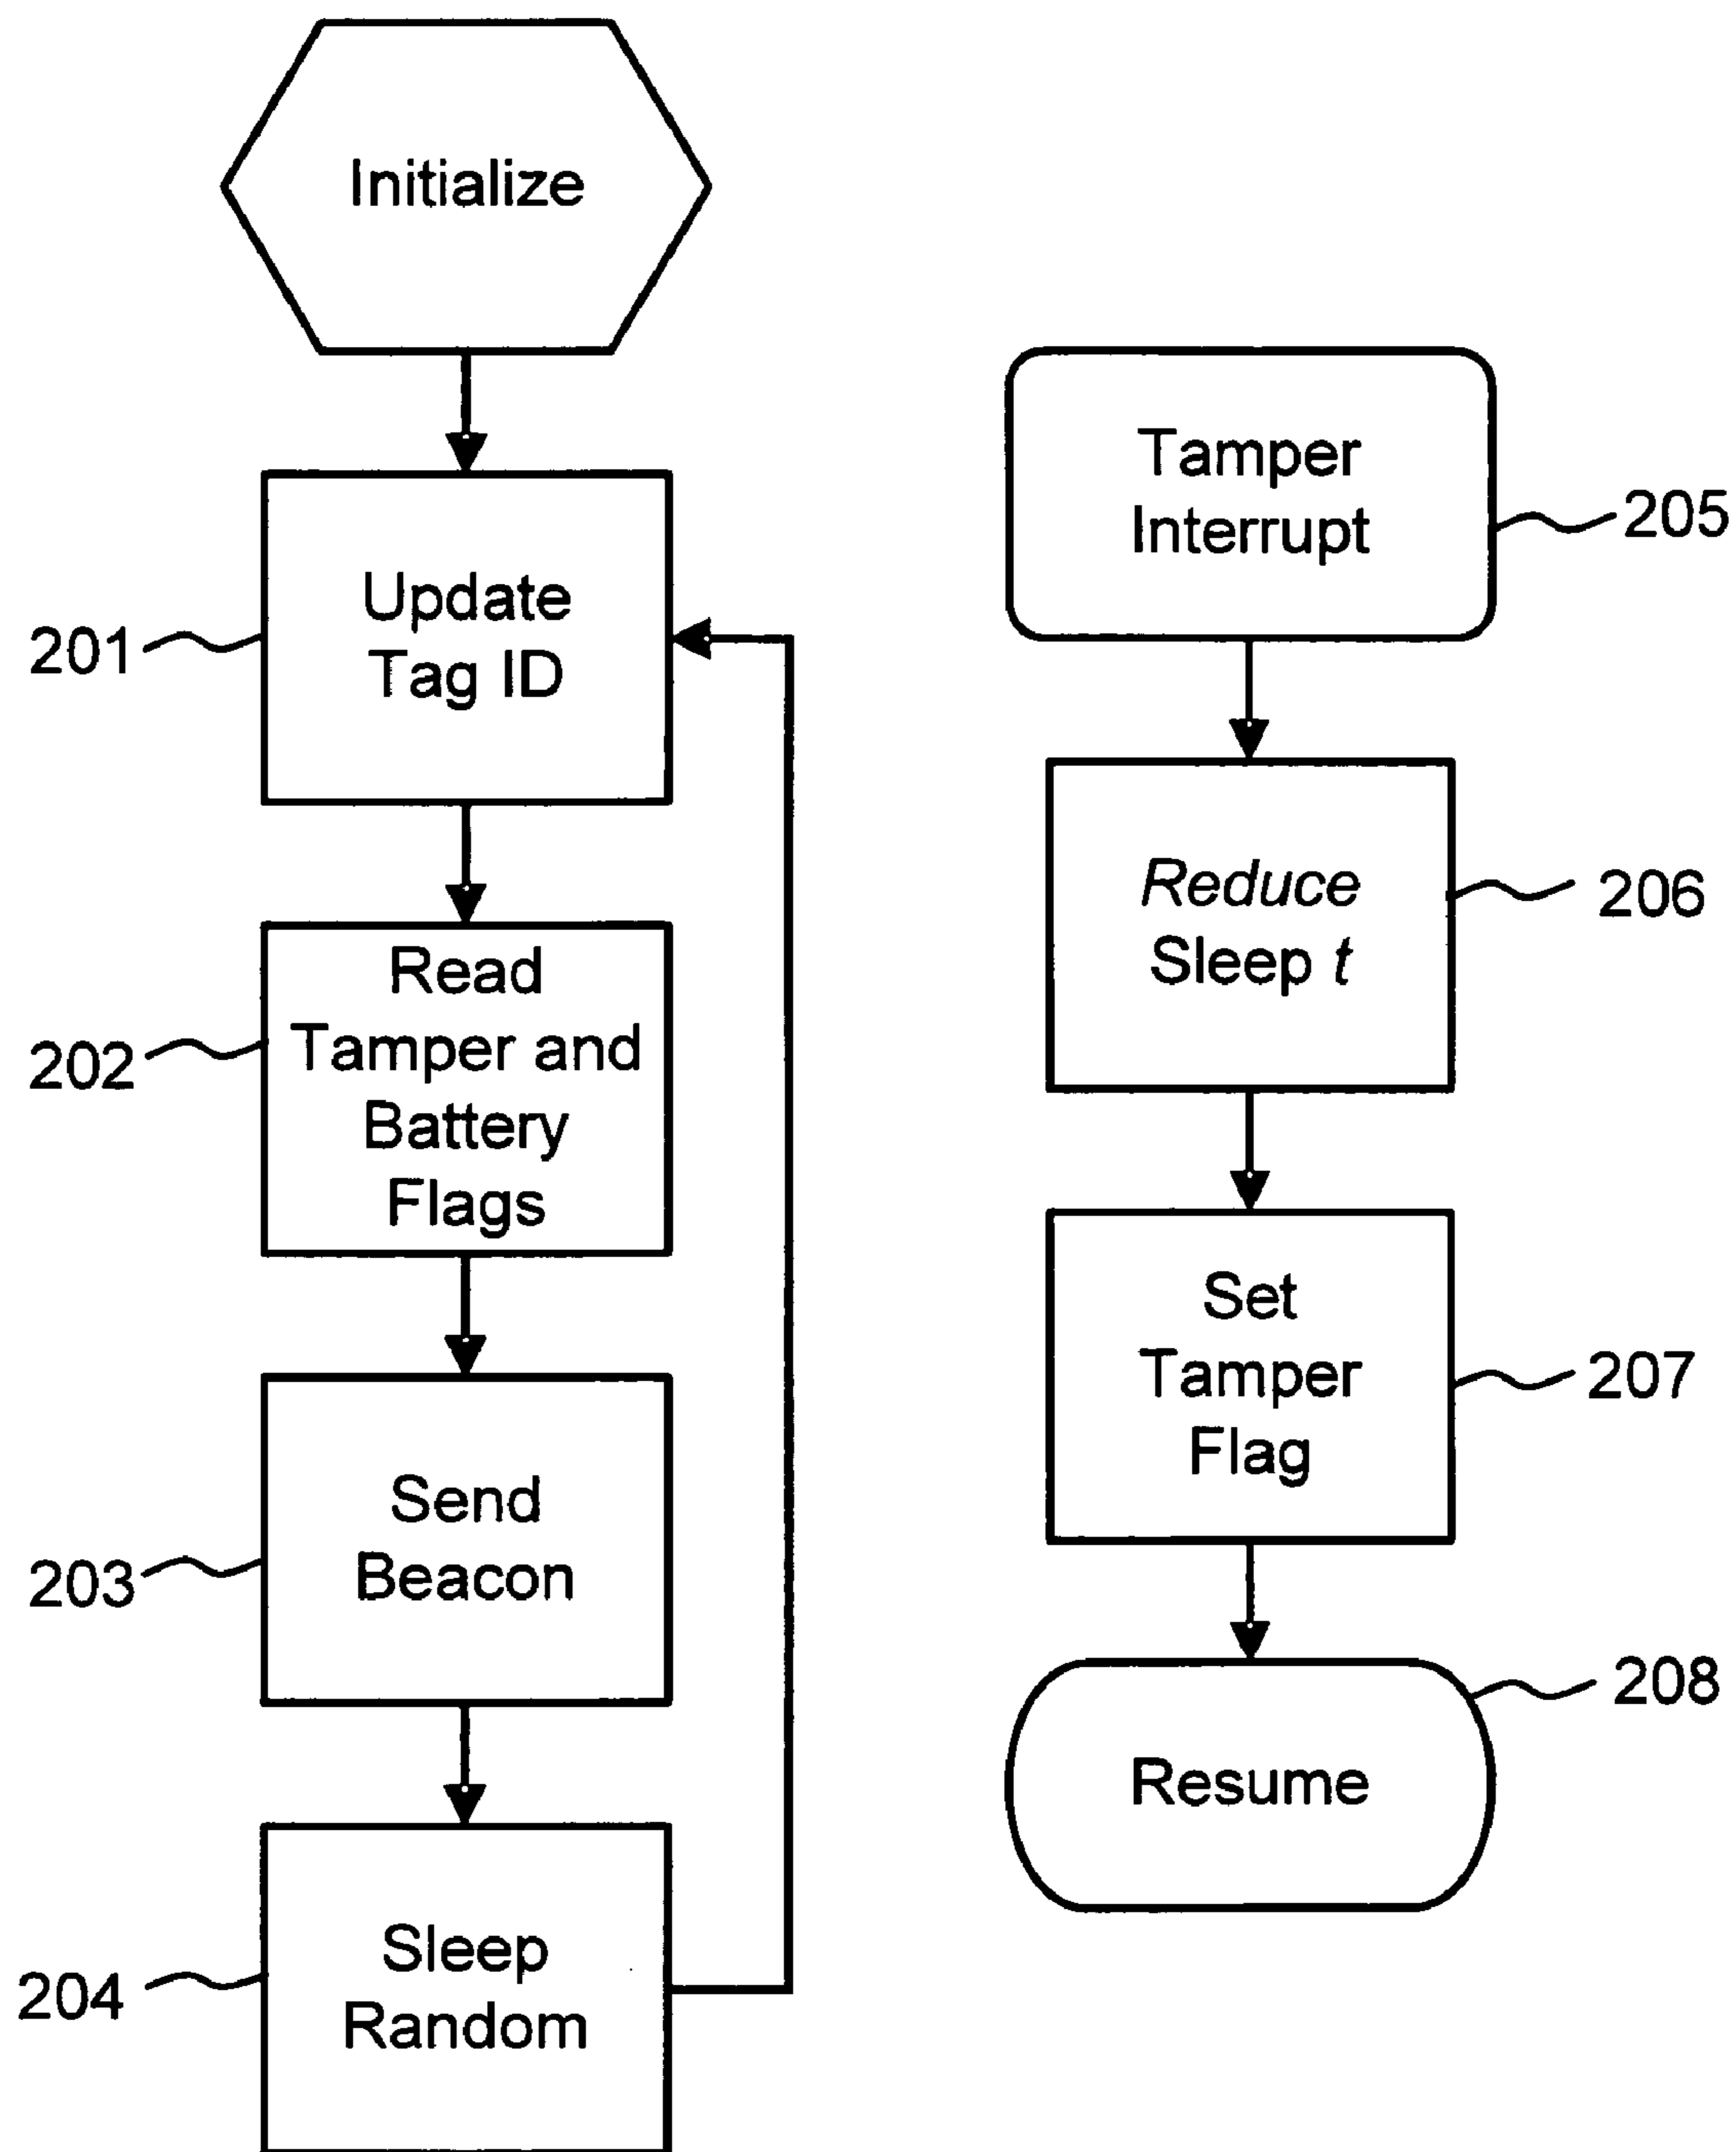 Initialize
201
Update
Tag ID
202
Read
Tamper and
Battery
Flags
203
Send
Beacon
204
Sleep
Random
Tamper
Interrupt
205
Reduce
Sleep t
206
Set
Tamper
Flag
207
Resume
208